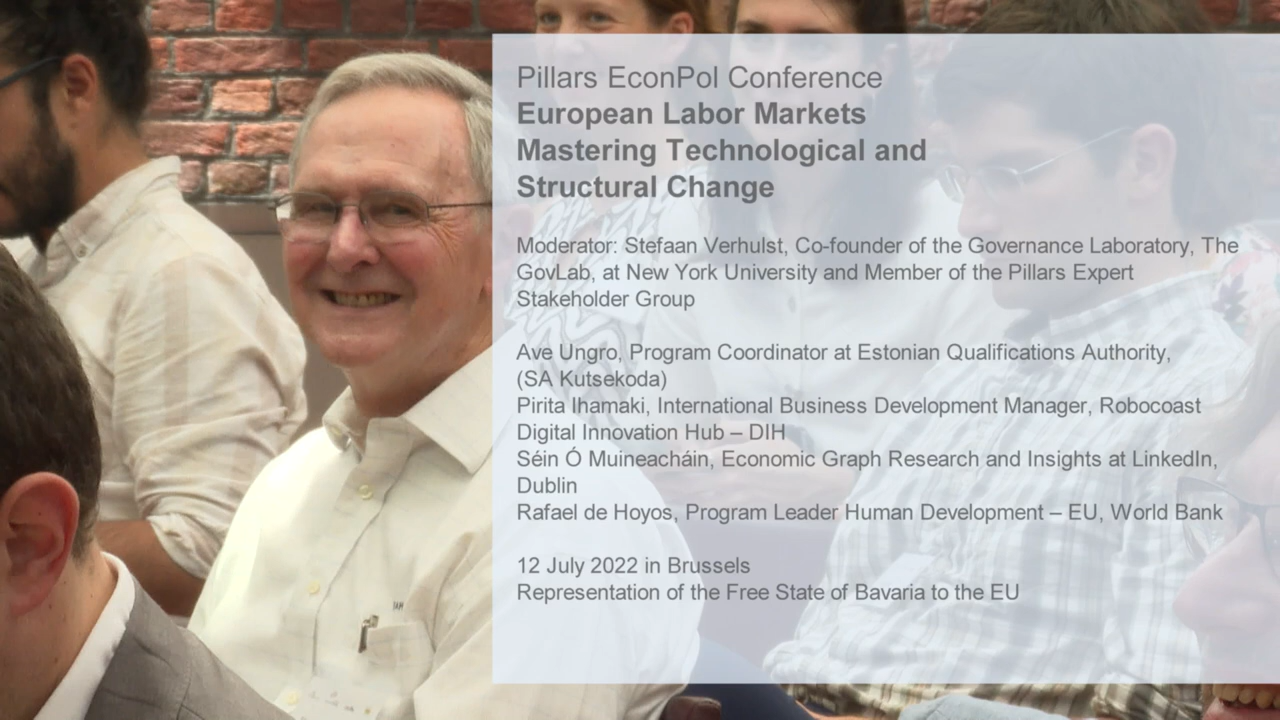 Pillars EconPol Conference
European Labor Markets
Mastering Technological and
Structural Change
Moderator: Stefaan Verhulst, Co-founder of the Governance Laboratory, The
GovLab, at New York University and Member of the Pillars Expert
Stakeholder Group
Ave Ungro, Program Coordinator at Estonian Qualifications Authority,
(SA Kutsekoda)
Pirita Ihamaki, International Business Development Manager, Robocoast
Digital Innovation Hub – DIH
Séin Ó Muineacháin, Economic Graph Research and Insights at LinkedIn,
Dublin
Rafael de Hoyos, Program Leader Human Development – EU, World Bank
12 July 2022 in Brussels
Representation of the Free State of Bavaria to the EU